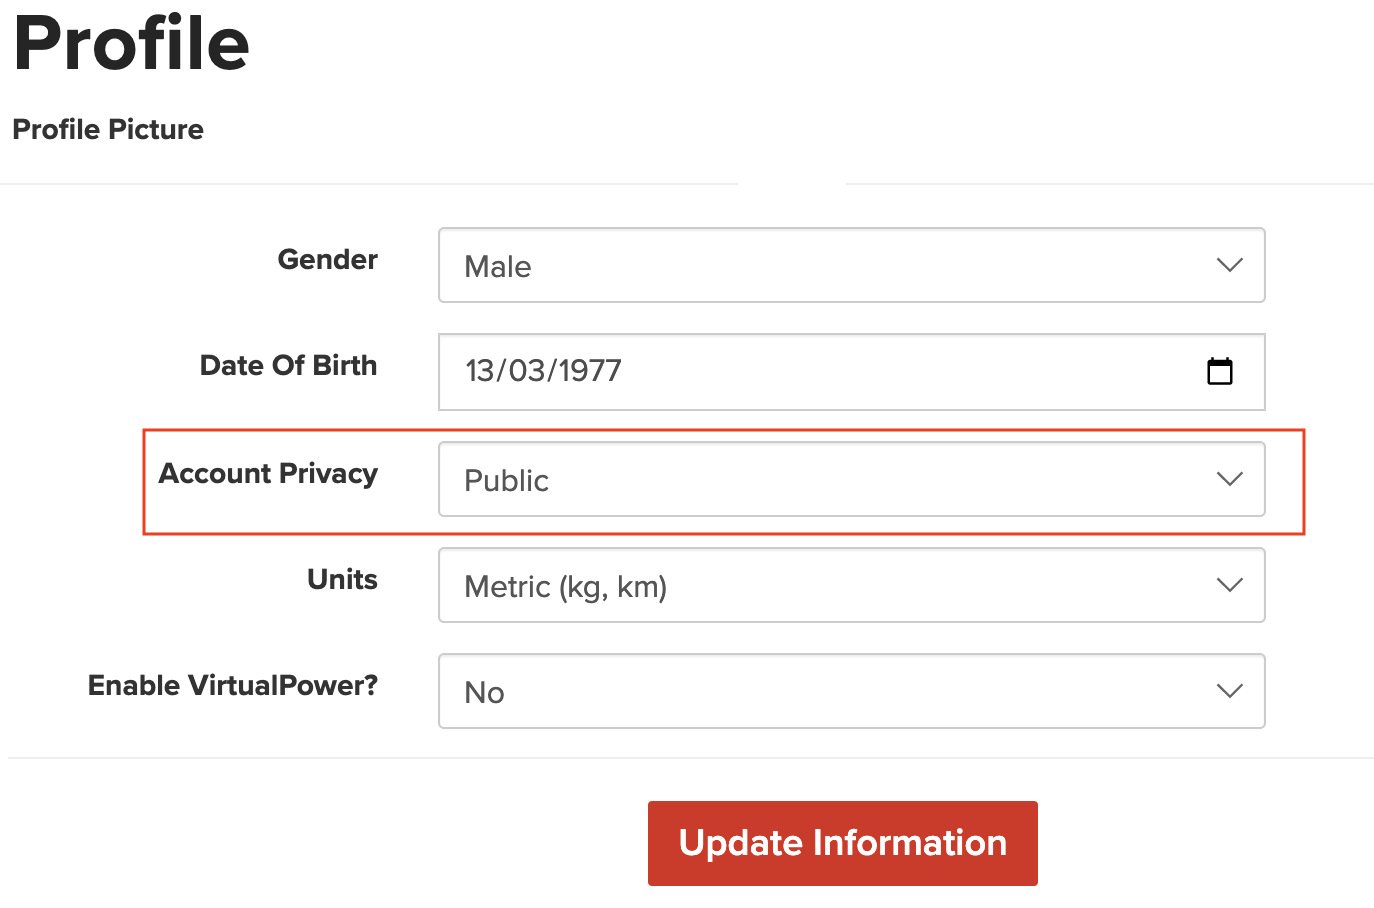 Profile
Profile Picture
Gender Male
Date Of Birth 13/03/1977
Account Privacy Public
Units Metric (kg, km)
Enable VirtualPower? No
Update Information